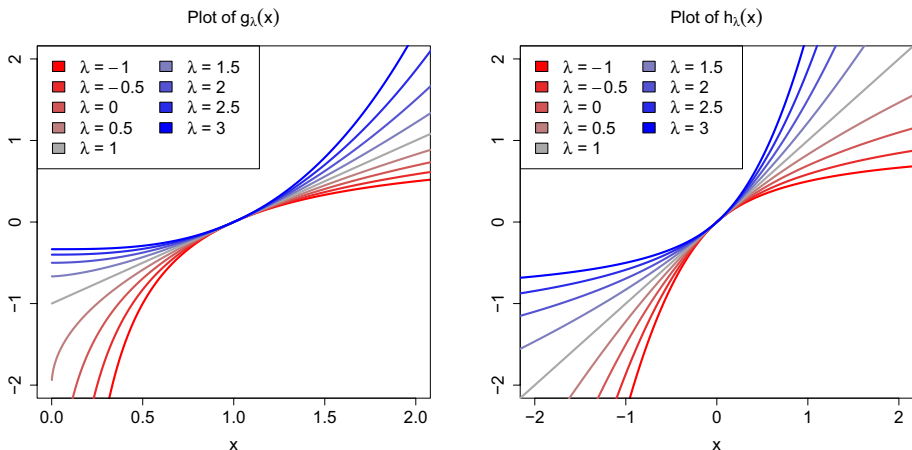 Plot of gλ(x)
λ = −1
λ = −0.5
λ = 0
λ = 0.5
λ = 1
λ = 1.5
λ = 2
λ = 2.5
λ = 3
2
1
0
−1
−2
0.0 0.5 1.0 1.5 2.0
x
Plot of hλ(x)
λ = −1
λ = −0.5
λ = 0
λ = 0.5
λ = 1
λ = 1.5
λ = 2
λ = 2.5
λ = 3
2
1
0
−1
−2
−2 −1 0 1 2
x